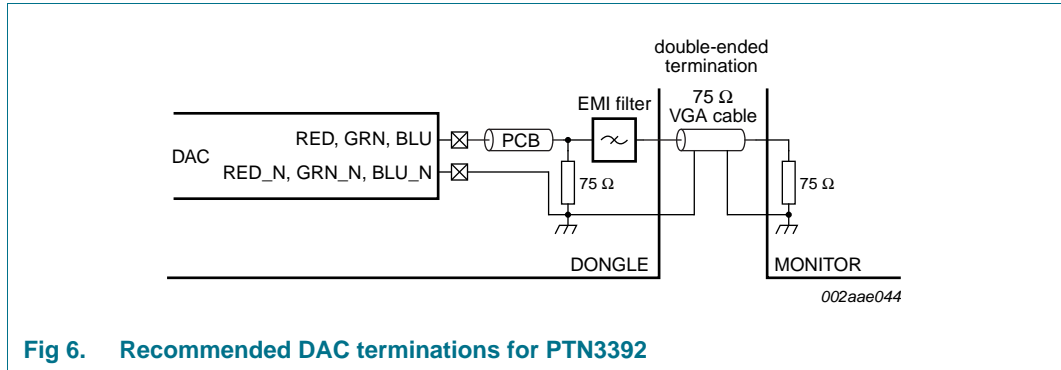 double-ended
termination
75 Ω
VGA cable
EMI filter
RED, GRN, BLU
PCB
DAC
RED_N, GRN_N, BLU_N
75 Ω
75 Ω
DONGLE
MONITOR
002aae044
Fig 6. Recommended DAC terminations for PTN3392